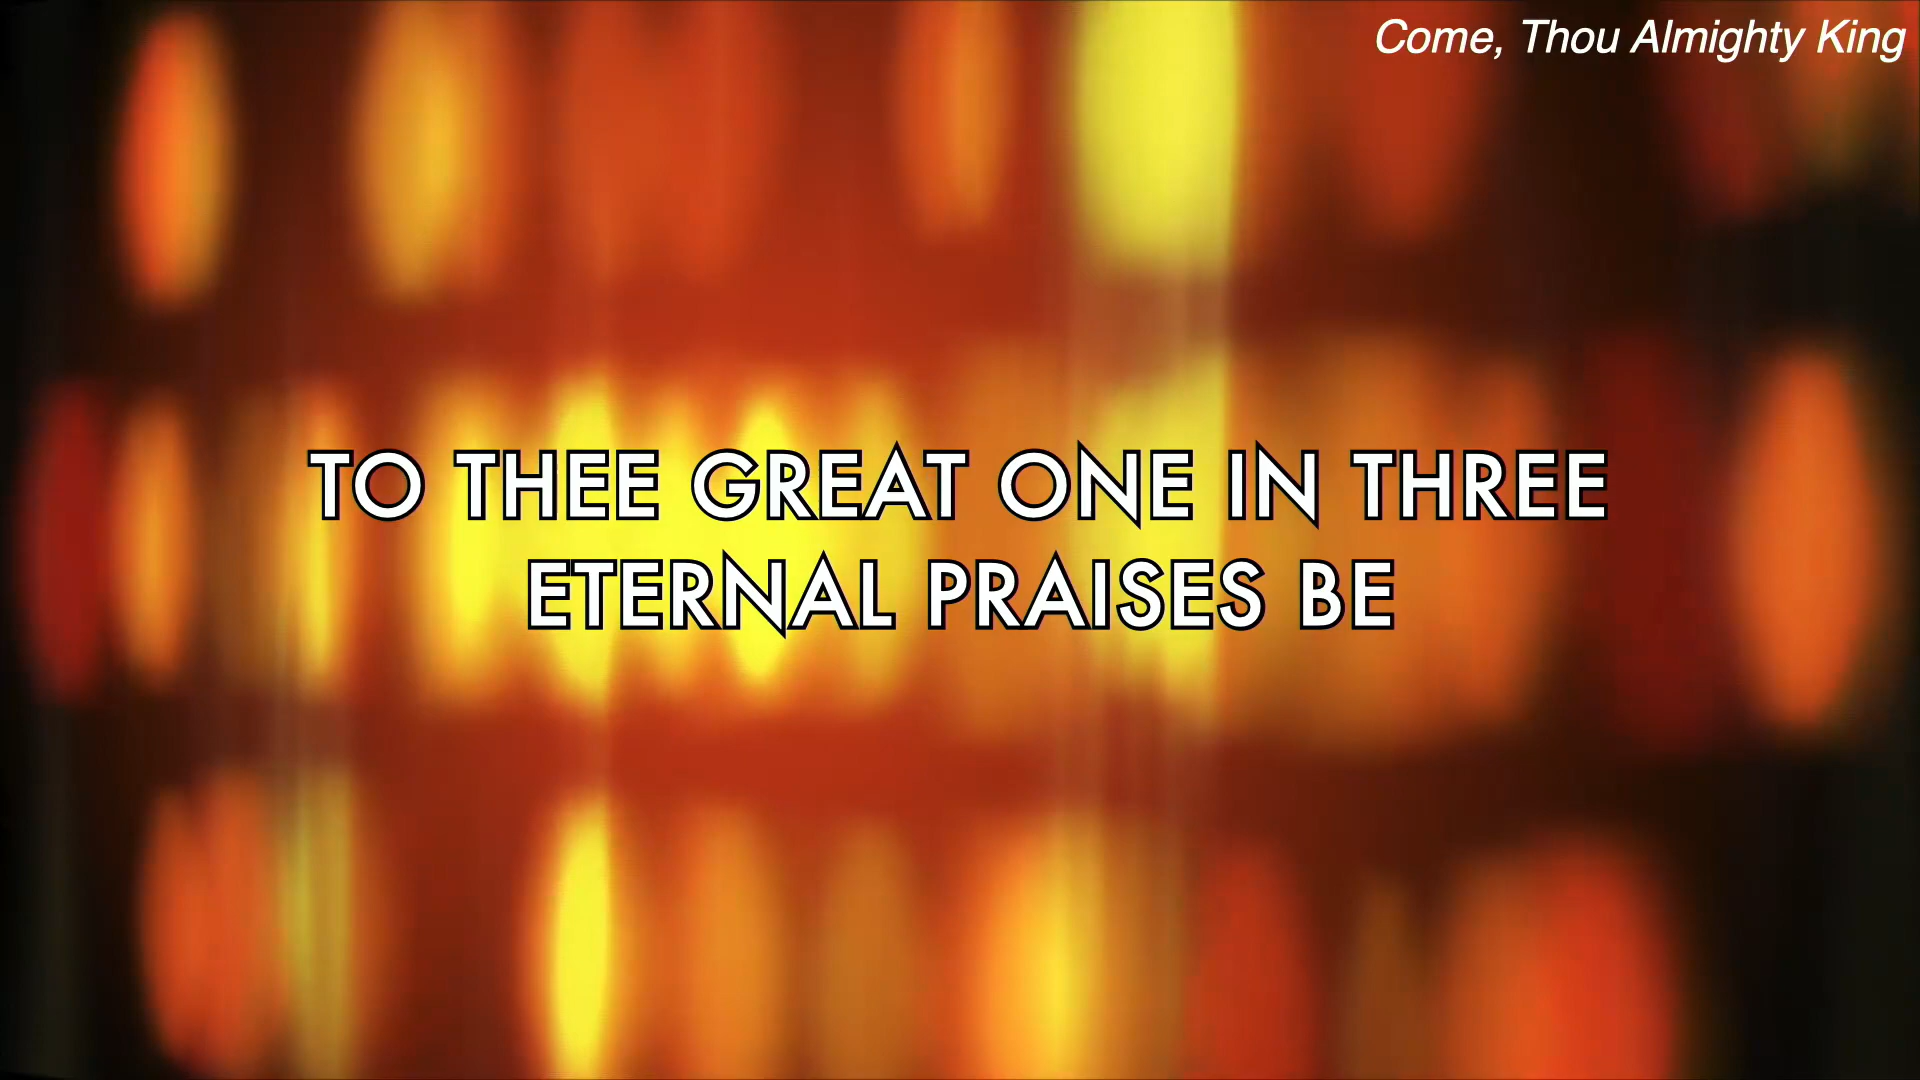 Come, Thou Almighty King
TO THEE GREAT ONE IN THREE
ETERNAL PRAISES BE